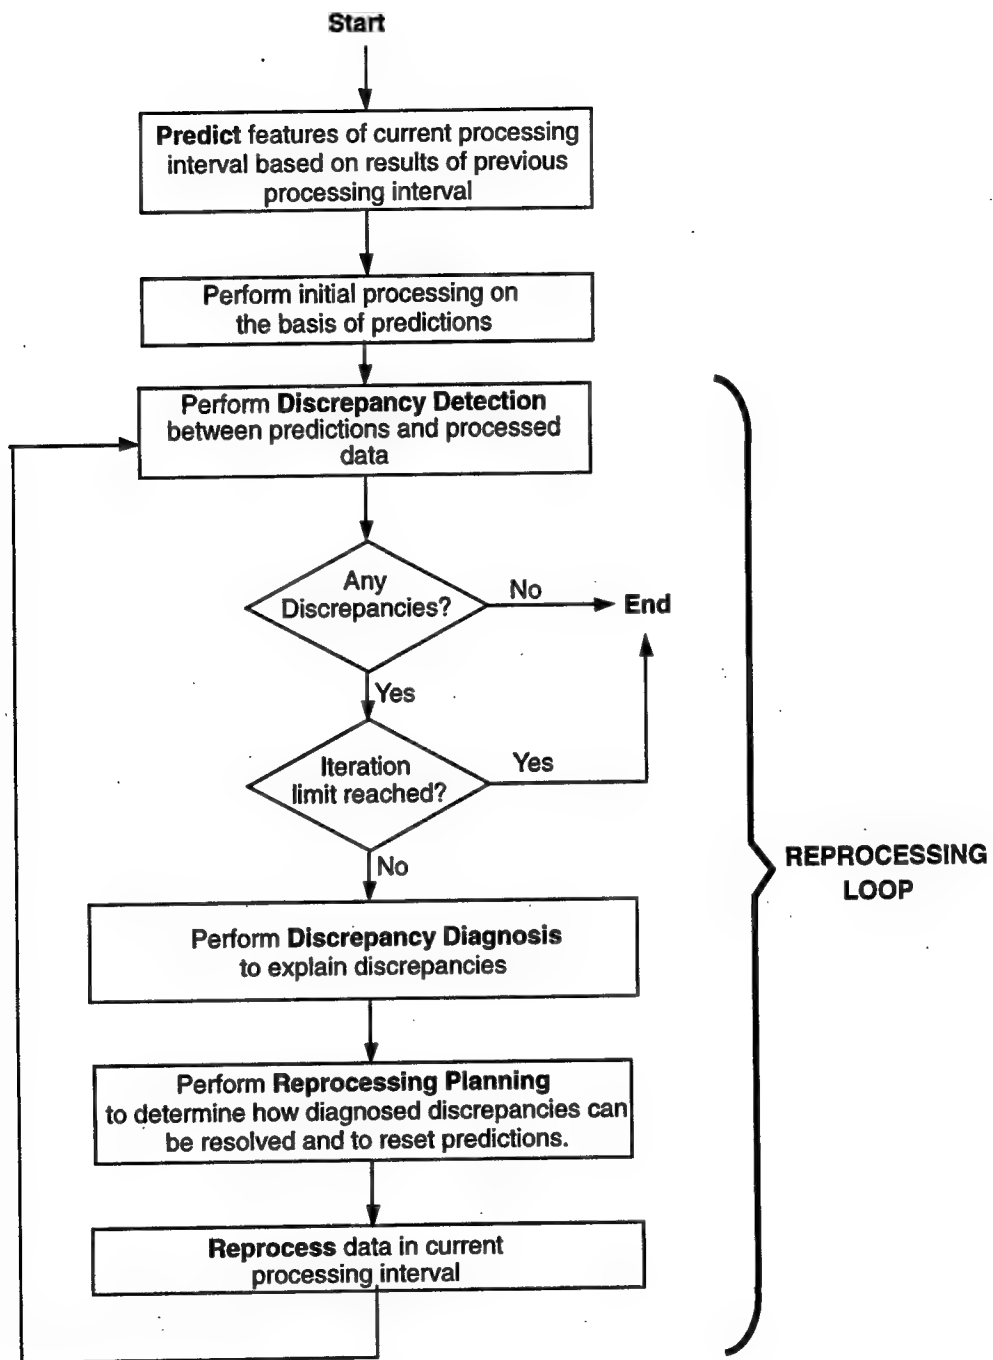 Start
Predict features of current processing
interval based on results of previous
processing interval
Perform initial processing on
the basis of predictions
Perform Discrepancy Detection
between predictions and processed
data
Any
Discrepancies?
No
End
Yes
Iteration
limit reached?
Yes
No
REPROCESSING
LOOP
Perform Discrepancy Diagnosis
to explain discrepancies
Perform Reprocessing Planning
to determine how diagnosed discrepancies can
be resolved and to reset predictions.
Reprocess data in current
processing interval